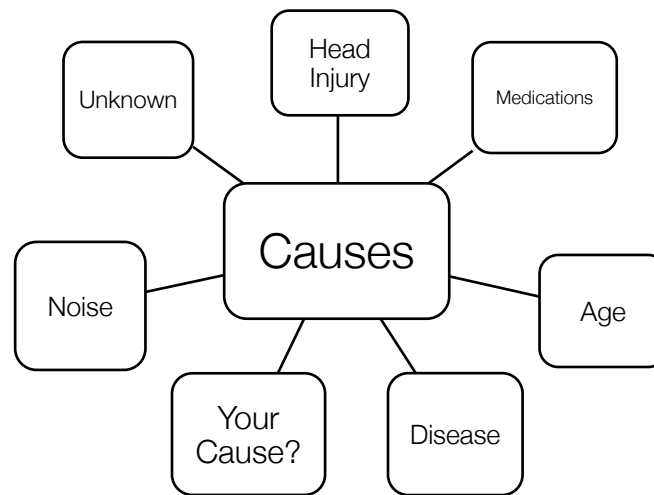 Head
Injury
Unknown
Medications
Causes
Noise
Age
Your
Cause?
Disease